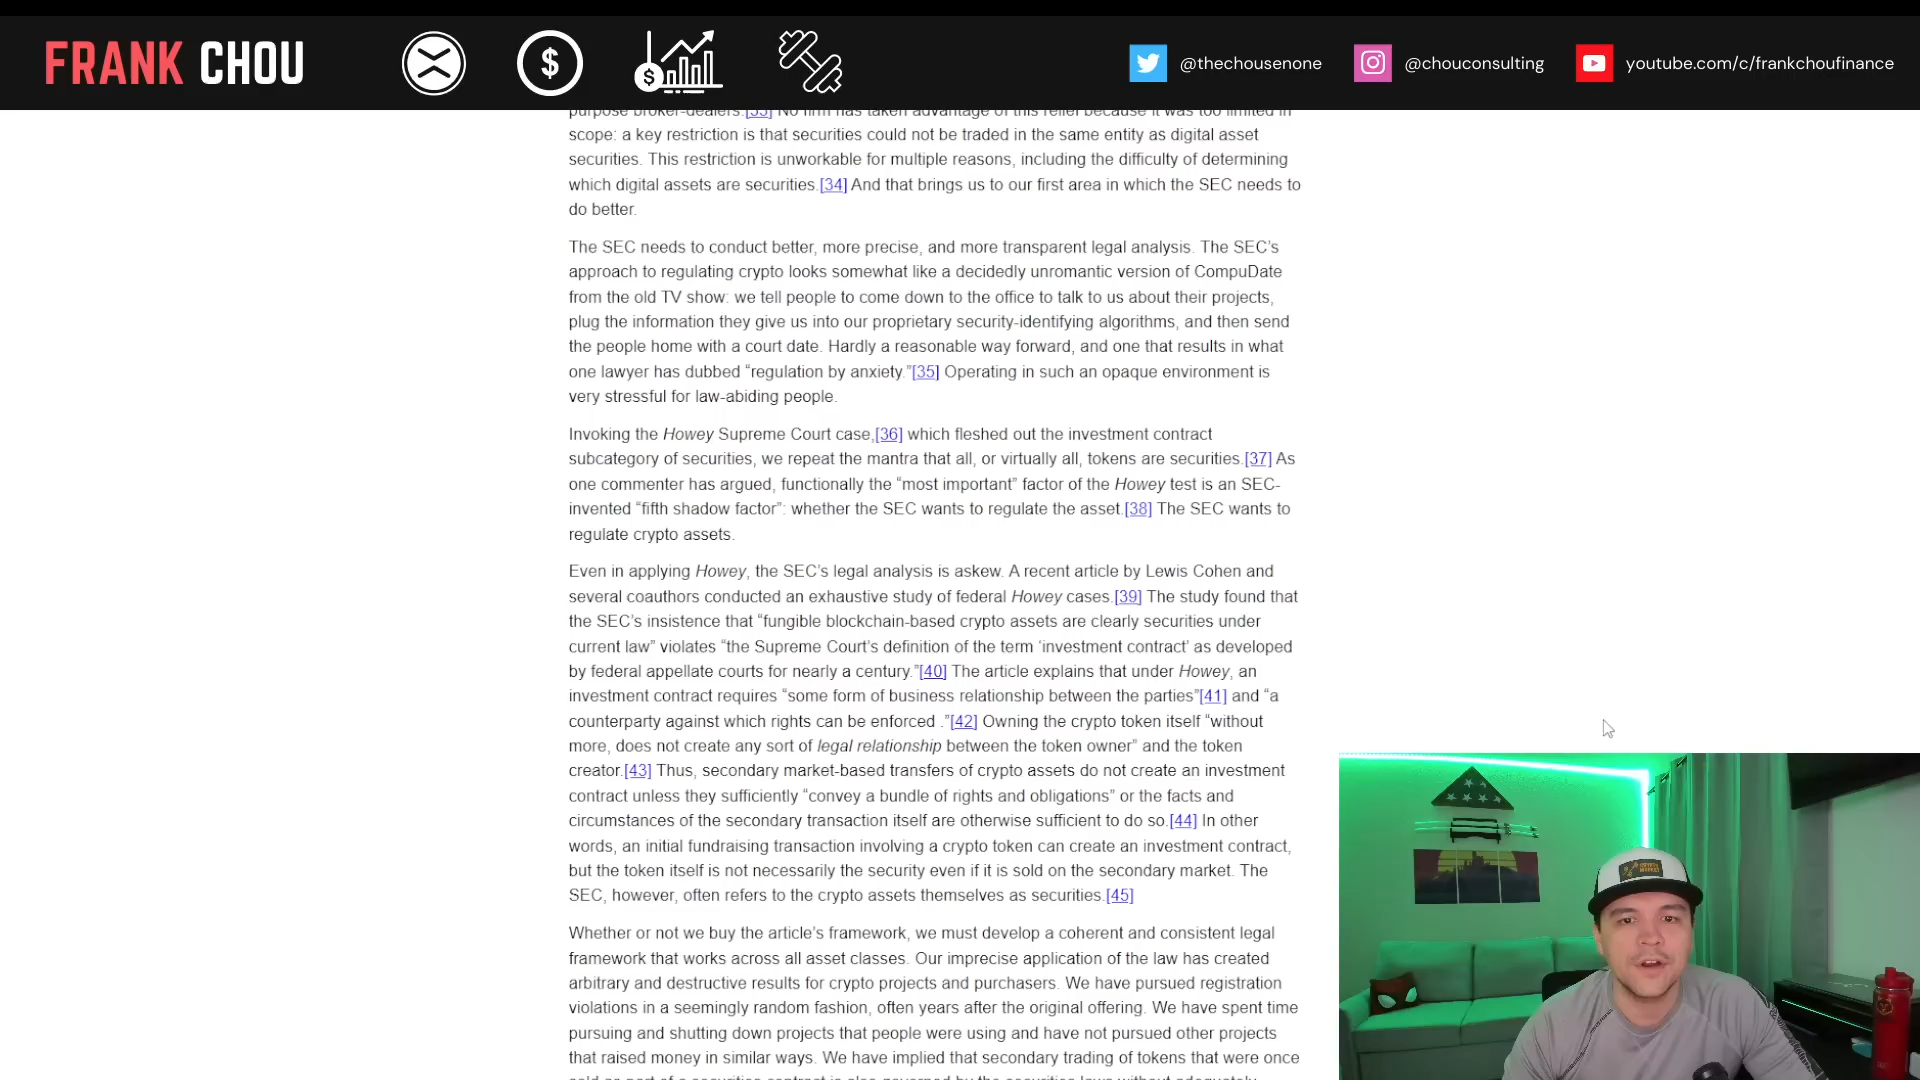 FRANK CHOU
@thechousenone
@chouconsulting
youtube.com/c/frankchoufinance
purpose broker-dealers.[33] No firm has taken advantage of this relief because it was too limited in
scope: a key restriction is that securities could not be traded in the same entity as digital asset
securities. This restriction is unworkable for multiple reasons, including the difficulty of determining
which digital assets are securities.[34] And that brings us to our first area in which the SEC needs to
do better.
The SEC needs to conduct better, more precise, and more transparent legal analysis. The SEC’s
approach to regulating crypto looks somewhat like a decidedly unromantic version of CompuDate
from the old TV show: we tell people to come down to the office to talk to us about their projects,
plug the information they give us into our proprietary security-identifying algorithms, and then send
the people home with a court date. Hardly a reasonable way forward, and one that results in what
one lawyer has dubbed “regulation by anxiety.”[35] Operating in such an opaque environment is
very stressful for law-abiding people.
Invoking the Howey Supreme Court case,[36] which fleshed out the investment contract
subcategory of securities, we repeat the mantra that all, or virtually all, tokens are securities.[37] As
one commenter has argued, functionally the “most important” factor of the Howey test is an SEC-
invented “fifth shadow factor”: whether the SEC wants to regulate the asset.[38] The SEC wants to
regulate crypto assets.
Even in applying Howey, the SEC’s legal analysis is askew. A recent article by Lewis Cohen and
several coauthors conducted an exhaustive study of federal Howey cases.[39] The study found that
the SEC’s insistence that “fungible blockchain-based crypto assets are clearly securities under
current law” violates “the Supreme Court’s definition of the term ‘investment contract’ as developed
by federal appellate courts for nearly a century.”[40] The article explains that under Howey, an
investment contract requires “some form of business relationship between the parties”[41] and “a
counterparty against which rights can be enforced .”[42] Owning the crypto token itself “without
more, does not create any sort of legal relationship between the token owner” and the token
creator.[43] Thus, secondary market-based transfers of crypto assets do not create an investment
contract unless they sufficiently “convey a bundle of rights and obligations” or the facts and
circumstances of the secondary transaction itself are otherwise sufficient to do so.[44] In other
words, an initial fundraising transaction involving a crypto token can create an investment contract,
but the token itself is not necessarily the security even if it is sold on the secondary market. The
SEC, however, often refers to the crypto assets themselves as securities.[45]
Whether or not we buy the article’s framework, we must develop a coherent and consistent legal
framework that works across all asset classes. Our imprecise application of the law has created
arbitrary and destructive results for crypto projects and purchasers. We have pursued registration
violations in a seemingly random fashion, often years after the original offering. We have spent time
pursuing and shutting down projects that people were using and have not pursued other projects
that raised money in similar ways. We have implied that secondary trading of tokens that were once